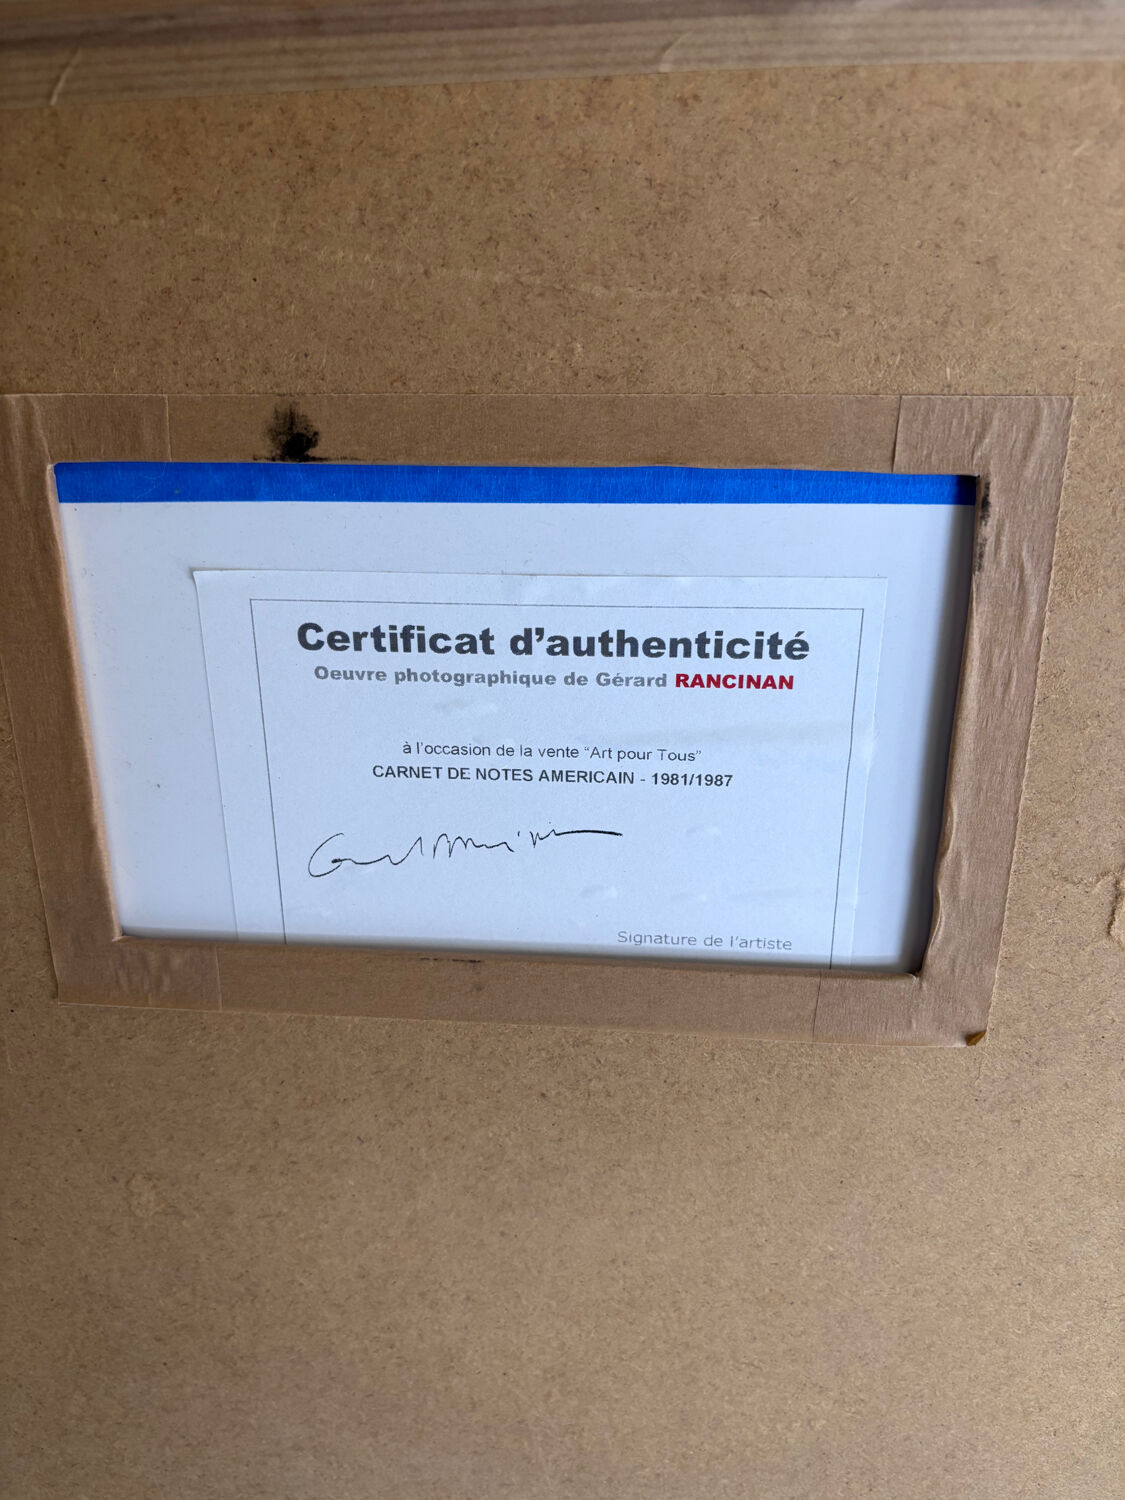 Certificat d’authenticité
Oeuvre photographique de Gérard RANCINAN
à l’occasion de la vente “Art pour Tous”
CARNET DE NOTES AMERICAIN - 1981/1987
Signature de l’artiste